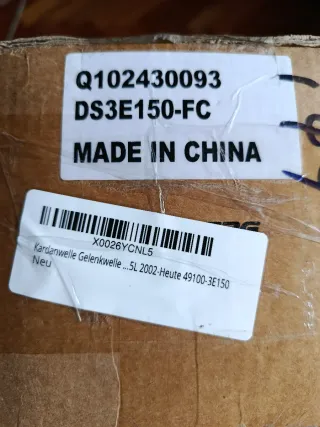 Q102430093
DS3E150-FC
MADE IN CHINA
X0026YCNL5
Kardanwelle Gelenkwelle ...5L 2002-Heute 49100-3E150
Neu